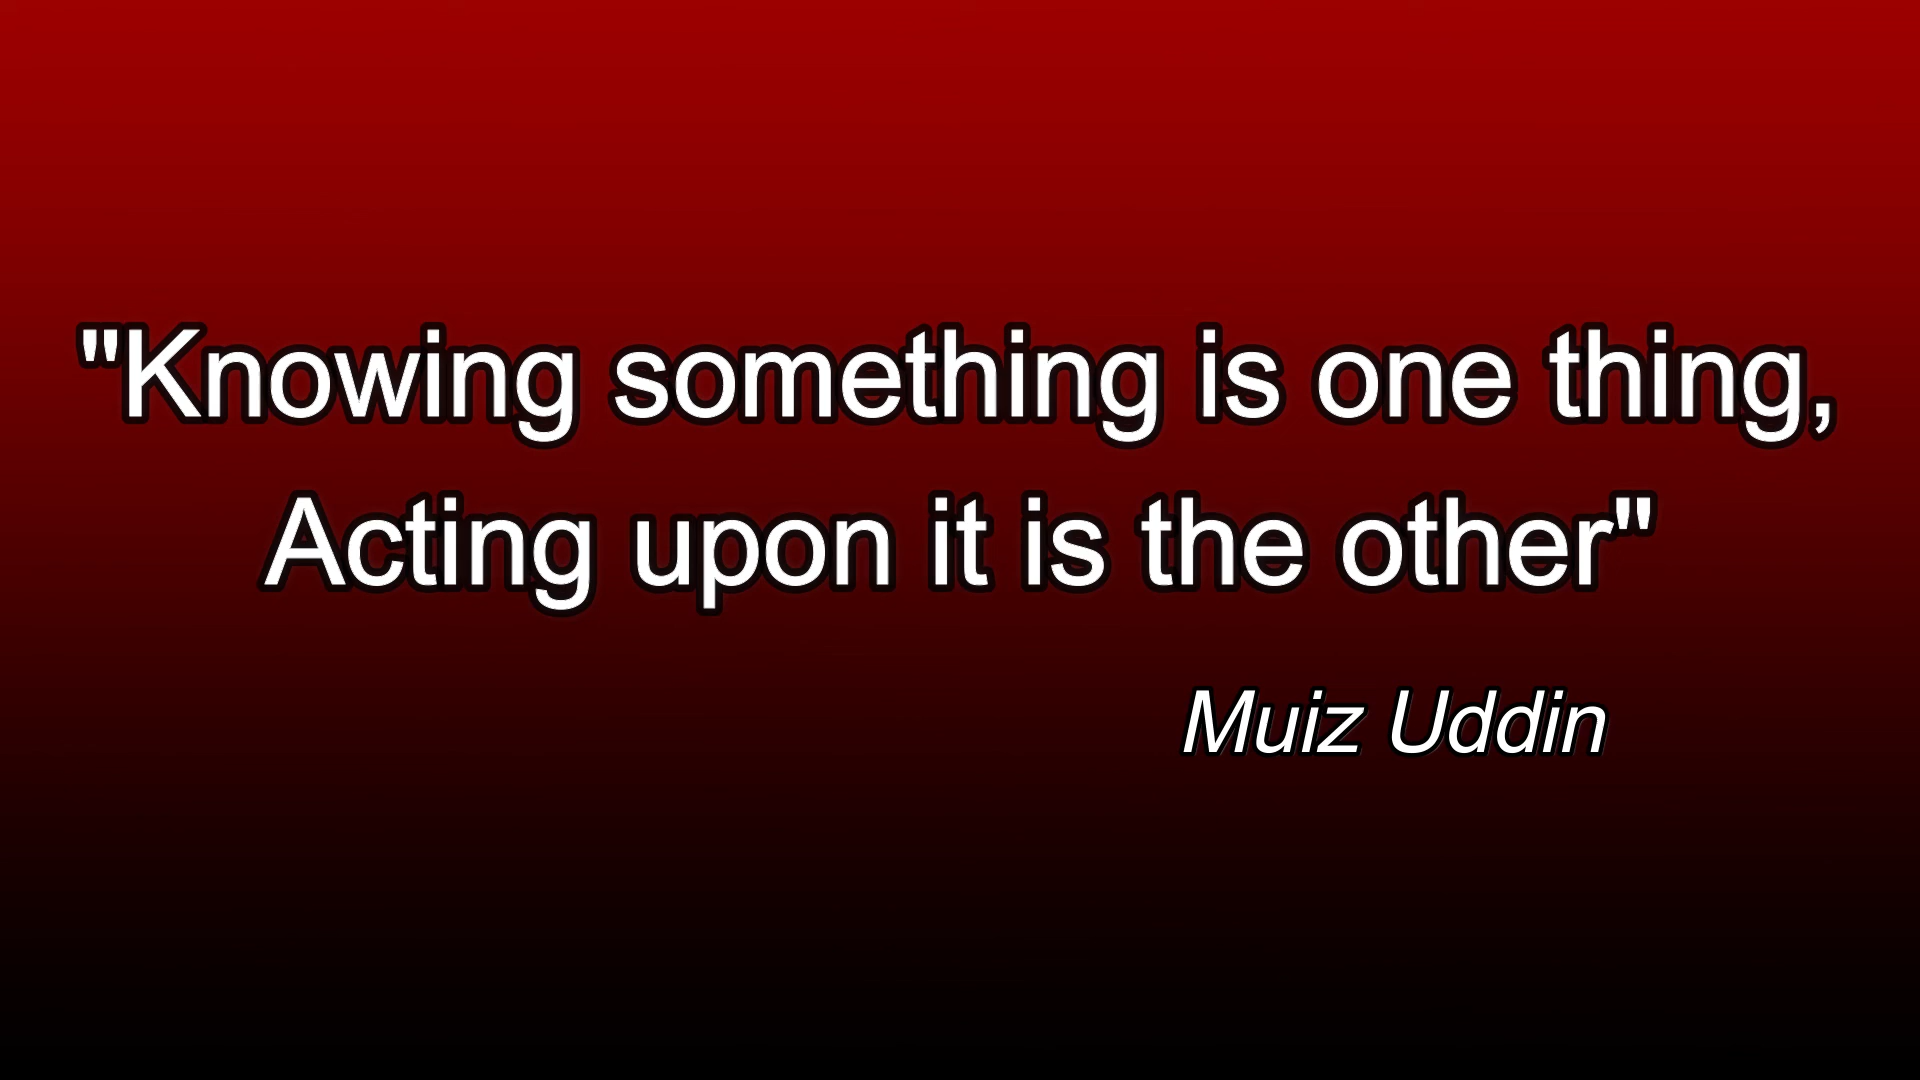 "Knowing something is one thing,
Acting upon it is the other"
Muiz Uddin